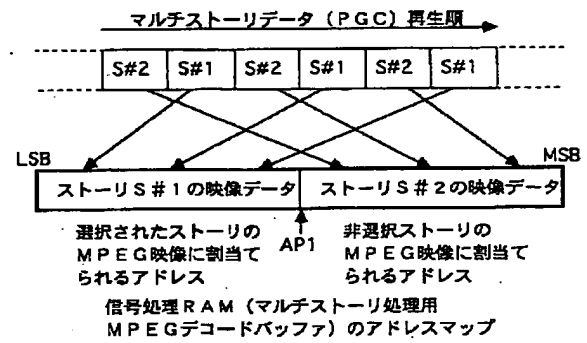 マルチストーリデータ（ＰＧＣ）再生順
S#2 S#1 S#2 S#1 S#2 S#1
LSB MSB
ストーリＳ＃１の映像データ ストーリＳ＃２の映像データ
選択されたストーリの
ＭＰＥＧ映像に割当て
られるアドレス
AP1
非選択ストーリの
ＭＰＥＧ映像に割当て
られるアドレス
信号処理ＲＡＭ（マルチストーリ処理用
ＭＰＥＧデコードバッファ）のアドレスマップ